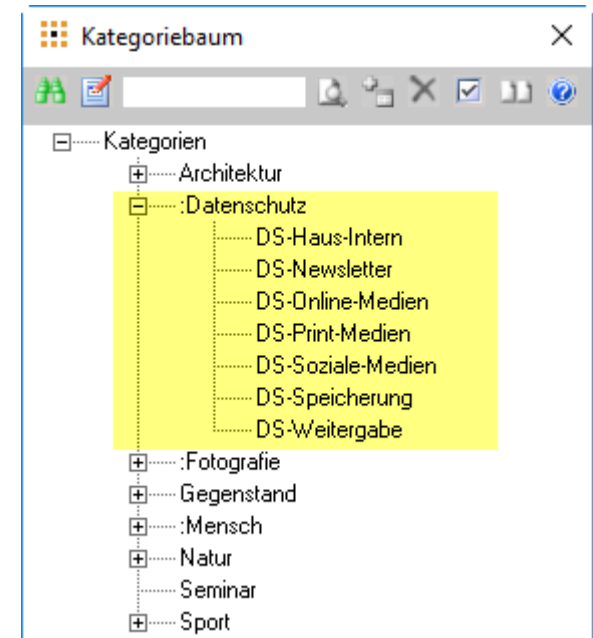 Kategoriebaum
Kategorien
Architektur
:Datenschutz
DS-Haus-Intern
DS-Newsletter
DS-Online-Medien
DS-Print-Medien
DS-Soziale-Medien
DS-Speicherung
DS-Weitergabe
:Fotografie
Gegenstand
:Mensch
Natur
Seminar
Sport